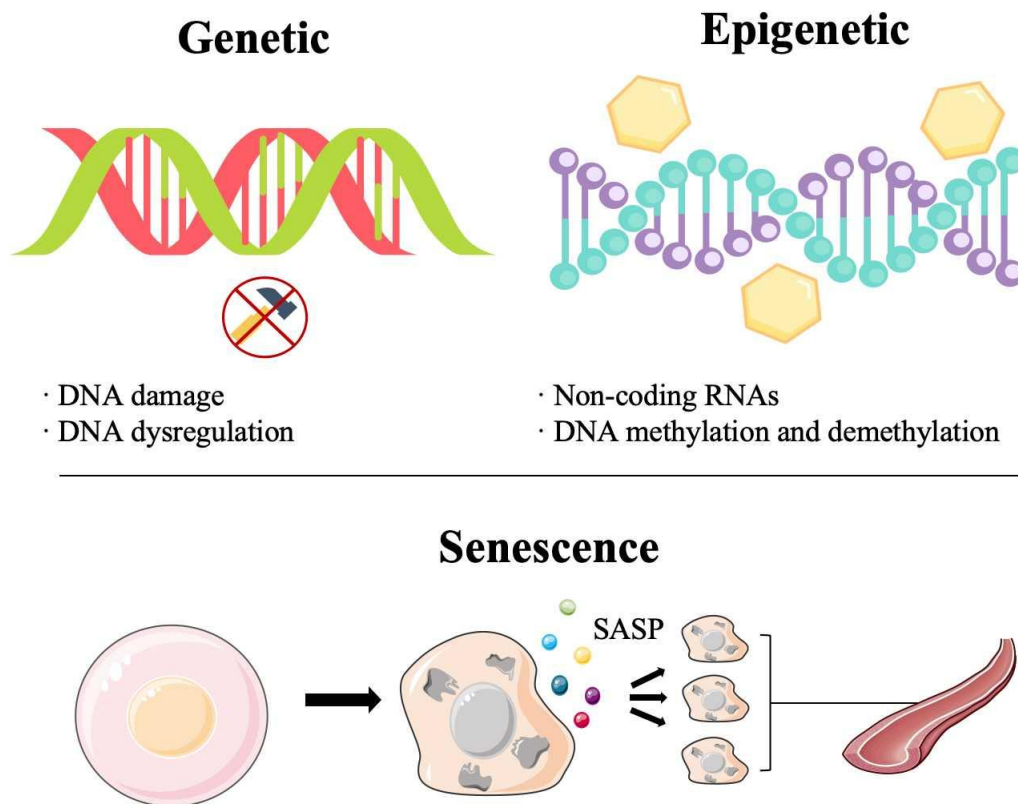 Genetic
Epigenetic
· DNA damage
· DNA dysregulation
· Non-coding RNAs
· DNA methylation and demethylation
Senescence
SASP